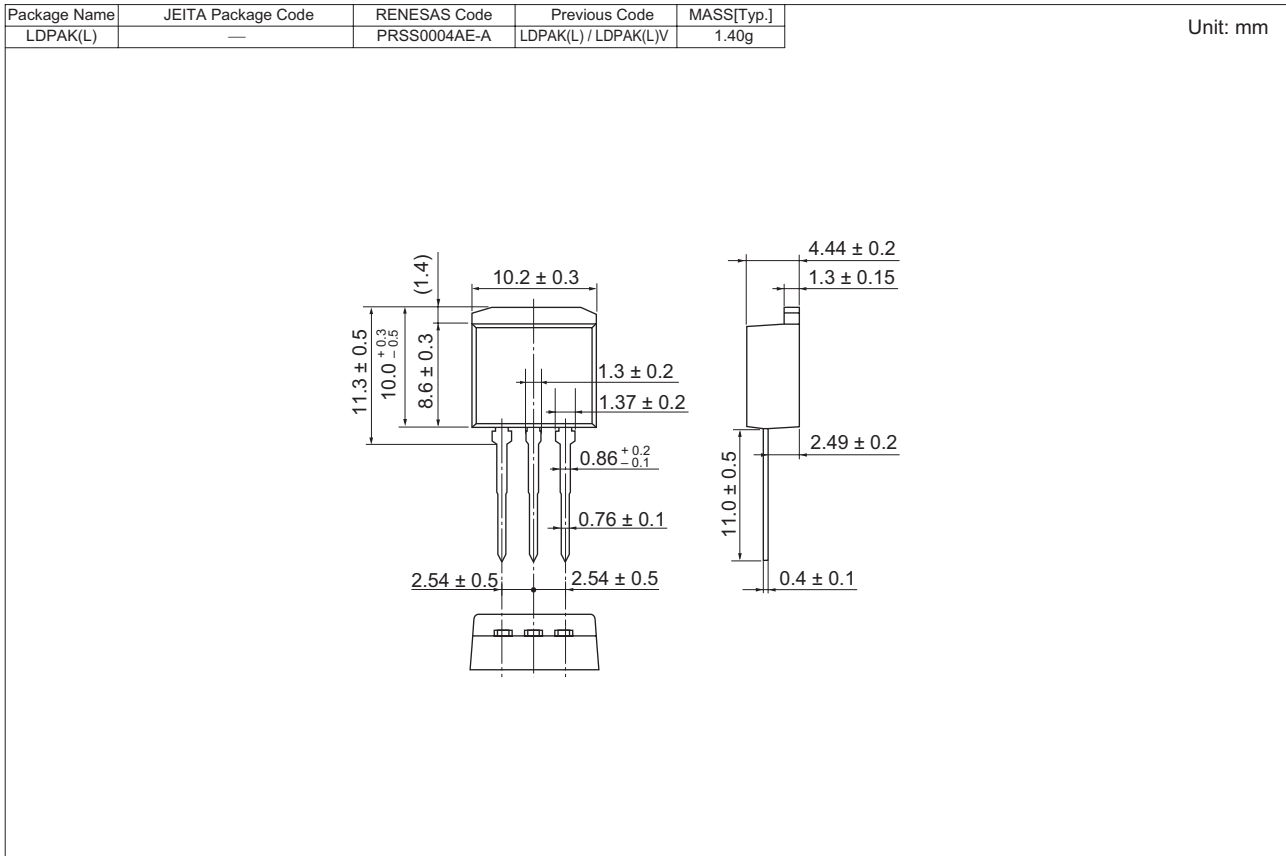 Package Name JEITA Package Code RENESAS Code Previous Code MASS[Typ.]
LDPAK(L) — PRSS0004AE-A LDPAK(L) / LDPAK(L)V 1.40g
Unit: mm
4.44 ± 0.2
10.2 ± 0.3
1.3 ± 0.15
(1.4)
11.3 ± 0.5
10.0 + 0.3 – 0.5
8.6 ± 0.3
1.3 ± 0.2
1.37 ± 0.2
2.49 ± 0.2
0.86 + 0.2 – 0.1
11.0 ± 0.5
0.76 ± 0.1
2.54 ± 0.5
2.54 ± 0.5
0.4 ± 0.1